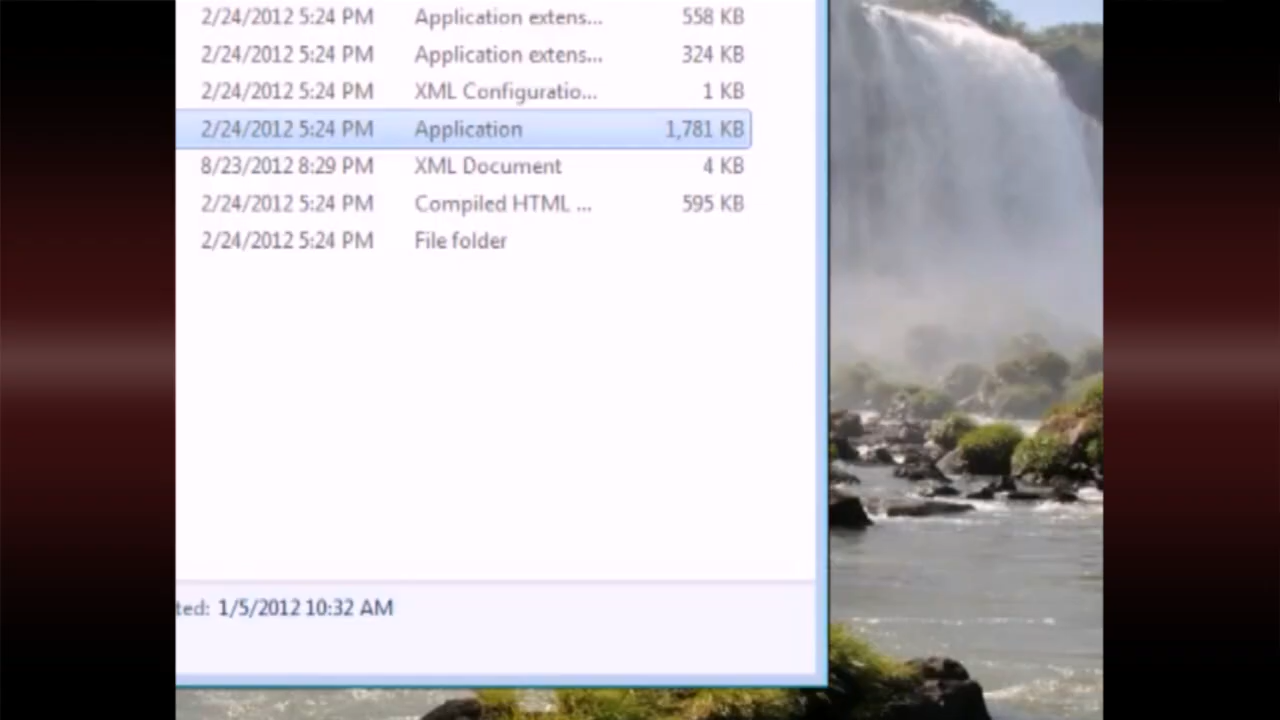 2/24/2012 5:24 PM Application extens... 558 KB
2/24/2012 5:24 PM Application extens... 324 KB
2/24/2012 5:24 PM XML Configuratio... 1 KB
2/24/2012 5:24 PM Application 1,781 KB
8/23/2012 8:29 PM XML Document 4 KB
2/24/2012 5:24 PM Compiled HTML ... 595 KB
2/24/2012 5:24 PM File folder
ted: 1/5/2012 10:32 AM